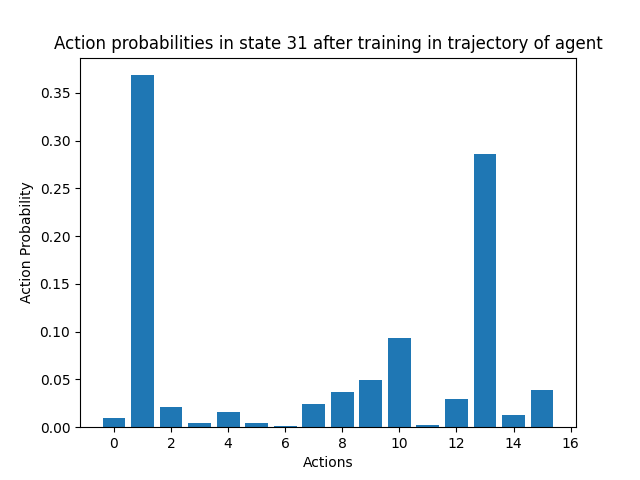 Action probabilities in state 31 after training in trajectory of agent
0.35
0.30
0.25
0.20
0.15
0.10
0.05
0.00
Action Probability
0 2 4 6 8 10 12 14 16
Actions